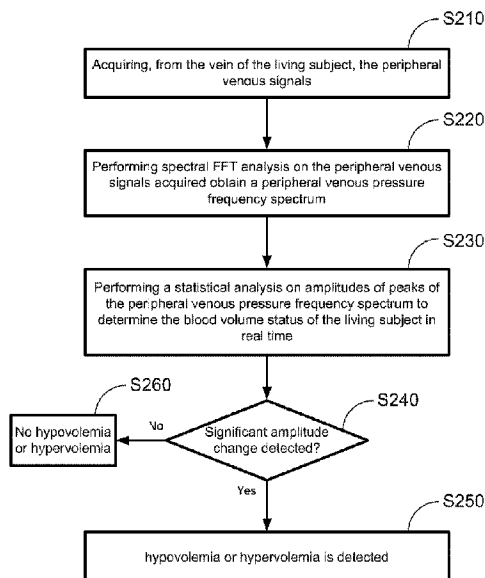 S210
Acquiring, from the vein of the living subject, the peripheral
venous signals
S220
Performing spectral FFT analysis on the peripheral venous
signals acquired obtain a peripheral venous pressure
frequency spectrum
S230
Performing a statistical analysis on amplitudes of peaks of
the peripheral venous pressure frequency spectrum to
determine the blood volume status of the living subject in
real time
S260
No hypovolemia
or hypervolemia
No
S240
Significant amplitude
change detected?
Yes
S250
hypovolemia or hypervolemia is detected